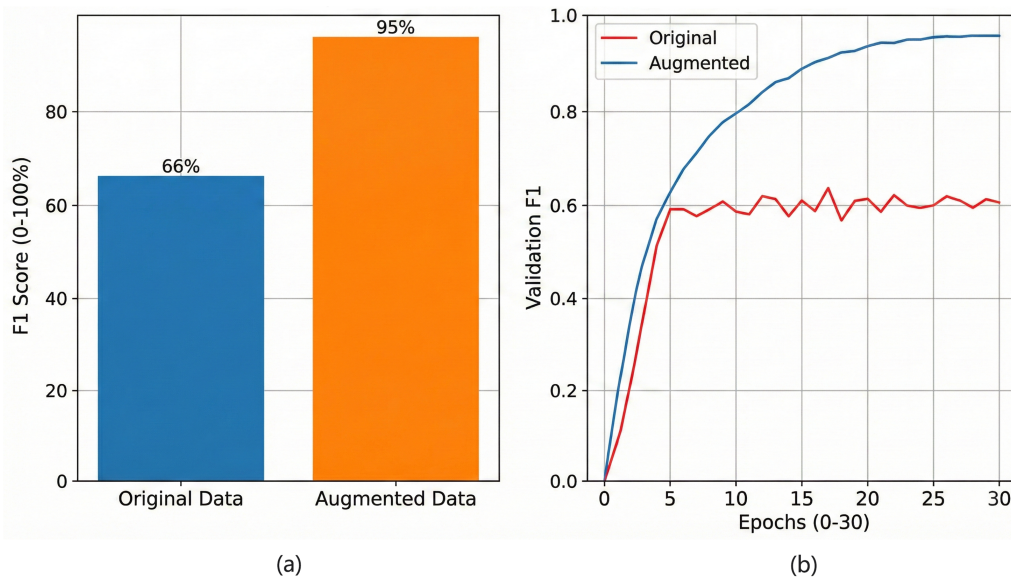 95%
66%
80
60
40
20
0
F1 Score (0-100%)
Original Data
Augmented Data
(a)
Original
Augmented
1.0
0.8
0.6
0.4
0.2
0.0
Validation F1
0
5
10
15
20
25
30
Epochs (0-30)
(b)